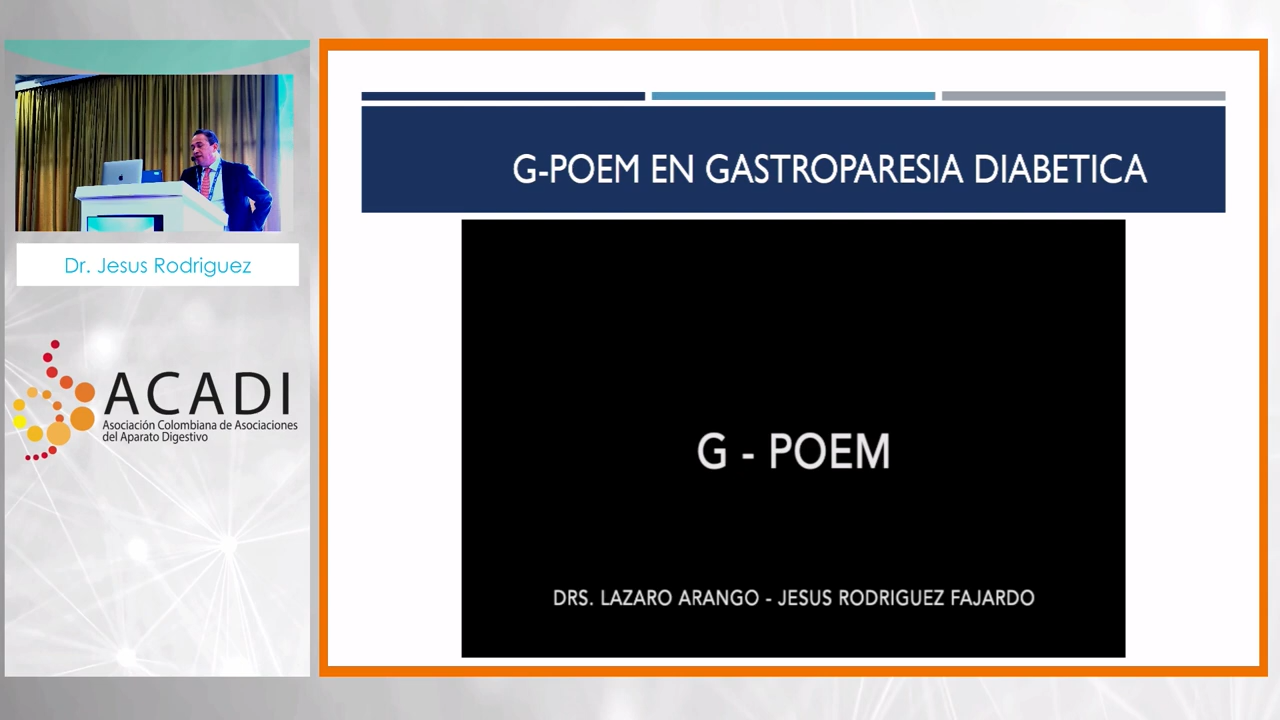 Dr. Jesus Rodriguez
ACADI
Asociación Colombiana de Asociaciones
del Aparato Digestivo
G-POEM EN GASTROPARESIA DIABETICA
G - POEM
DRS. LAZARO ARANGO - JESUS RODRIGUEZ FAJARDO